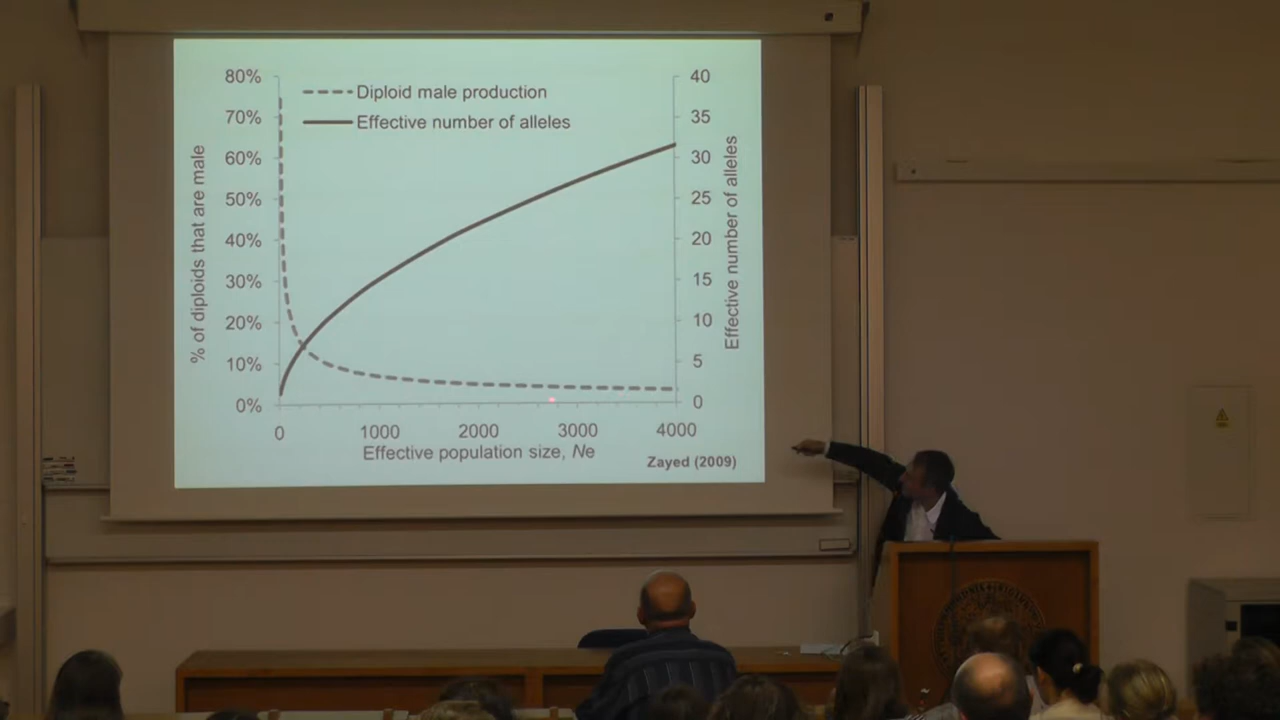 80%
70%
60%
50%
40%
30%
20%
10%
0%
% of diploids that are male
Diploid male production
Effective number of alleles
40
35
30
25
20
15
10
5
0
Effective number of alleles
0 1000 2000 3000 4000
Effective population size, Ne
Zayed (2009)